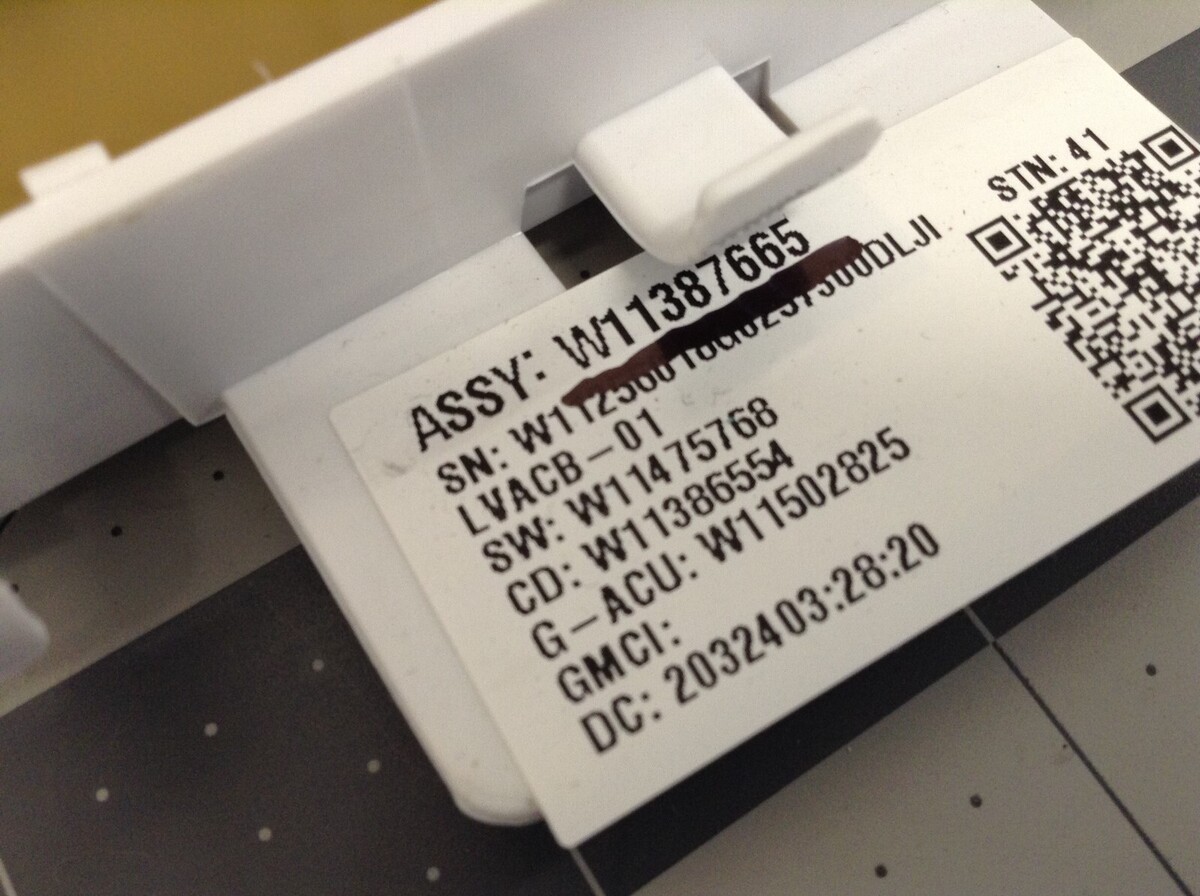 STN: 41
ASSY: W11387665
SN:
LVACB-01
SW: W11475768
CD: W11386554
G-ACU: W11502825
GMCI:
DC: 2032403:28:20